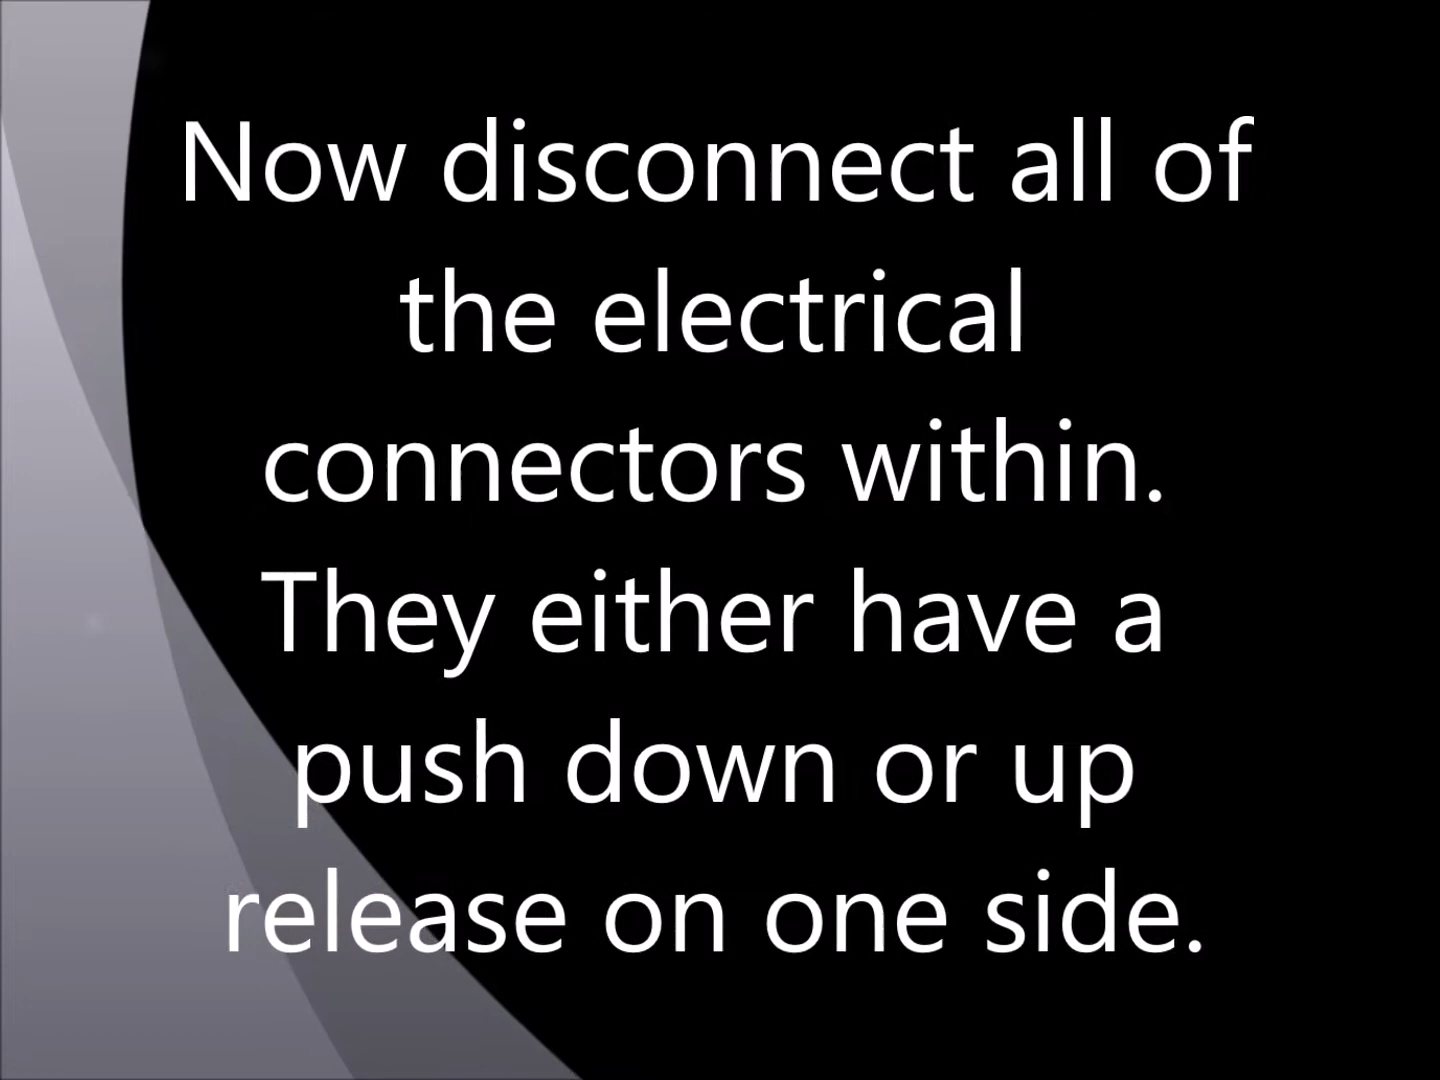 Now disconnect all of
the electrical
connectors within.
They either have a
push down or up
release on one side.